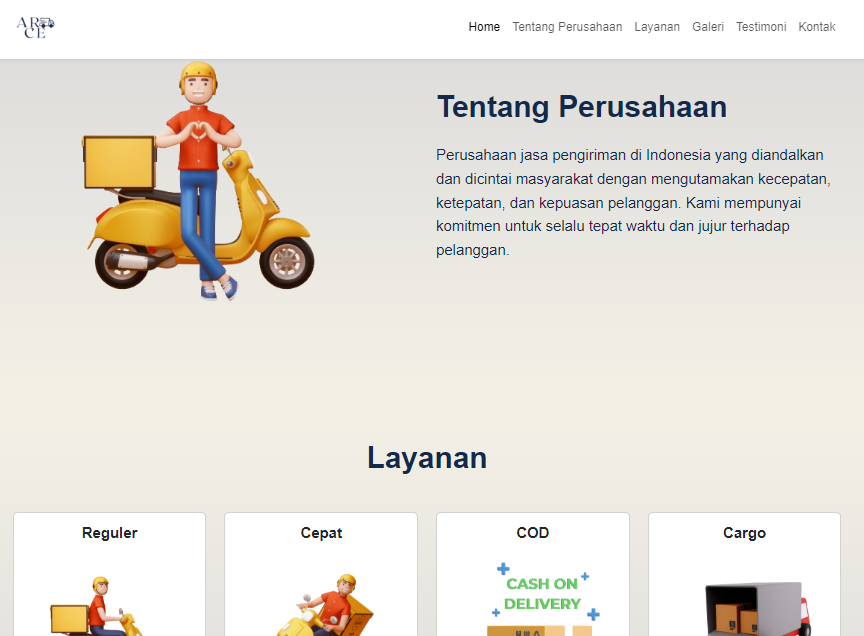 ARCE
Home Tentang Perusahaan Layanan Galeri Testimoni Kontak
Tentang Perusahaan
Perusahaan jasa pengiriman di Indonesia yang diandalkan
dan dicintai masyarakat dengan mengutamakan kecepatan,
ketepatan, dan kepuasan pelanggan. Kami mempunyai
komitmen untuk selalu tepat waktu dan jujur terhadap
pelanggan.
Layanan
Reguler Cepat COD Cargo
CASH ON
DELIVERY